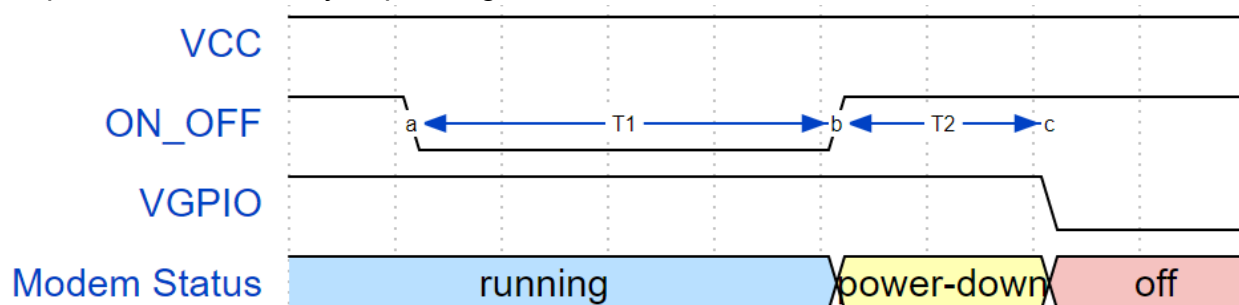 VCC
ON_OFF a T1 b T2 c
VGPIO
Modem Status running power-down off